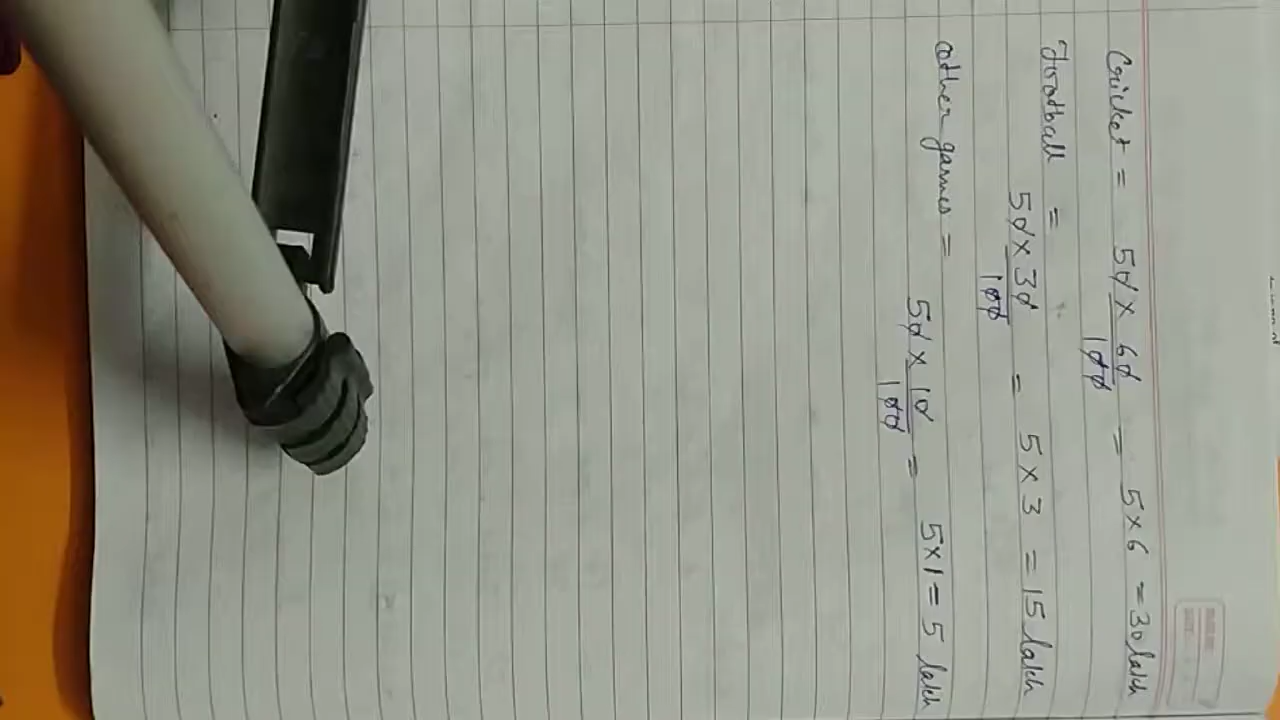 Cricket = 50 × 60/100 = 5 × 6 = 30 lakh
Football =
50 × 30/100 = 5 × 3 = 15 lakh
other games =
50 × 10/100 = 5 × 1 = 5 lakh